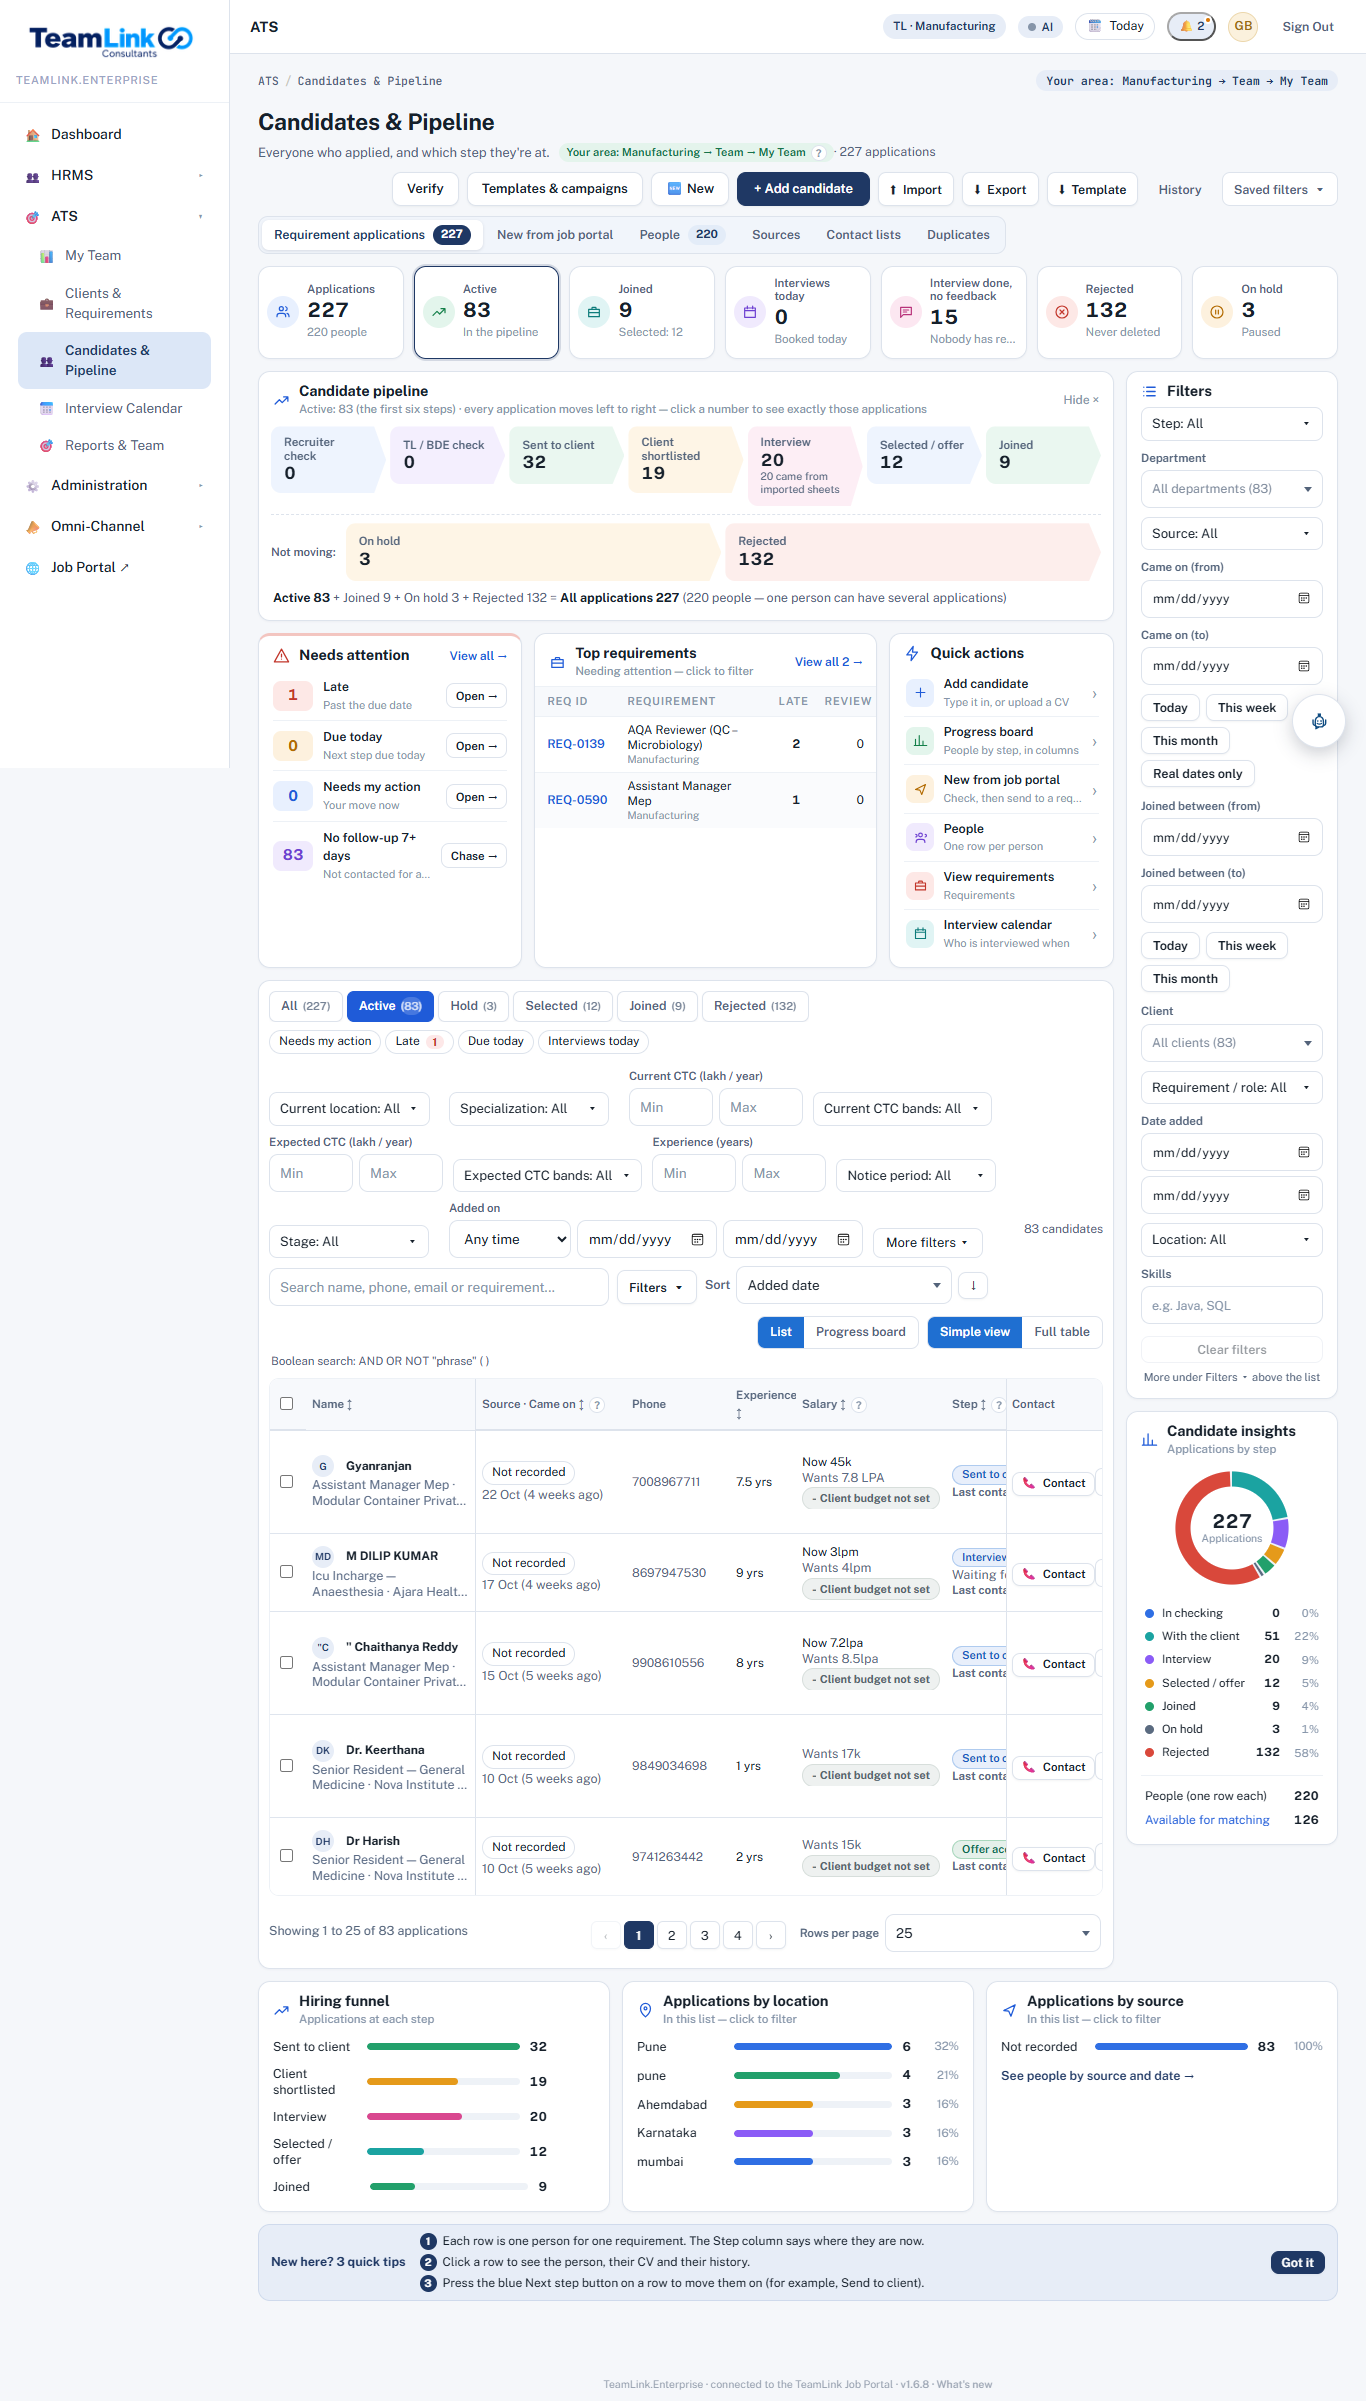 TeamLink
Consultants
TEAMLINK.ENTERPRISE
Dashboard
HRMS
ATS
My Team
Clients &
Requirements
Candidates &
Pipeline
Interview Calendar
Reports & Team
Administration
Omni-Channel
Job Portal ↗
ATS
TL · Manufacturing
AI
Today
2
GB
Sign Out
ATS / Candidates & Pipeline
Your area: Manufacturing → Team → My Team
Candidates & Pipeline
Everyone who applied, and which step they're at. Your area: Manufacturing → Team → My Team ? · 227 applications
Verify
Templates & campaigns
New
+ Add candidate
⬆ Import
⬇ Export
⬇ Template
History
Saved filters
Requirement applications 227
New from job portal
People 220
Sources
Contact lists
Duplicates
Applications
227
220 people
Active
83
In the pipeline
Joined
9
Selected: 12
Interviews
today
0
Booked today
Interview done,
no feedback
15
Nobody has re...
Rejected
132
Never deleted
On hold
3
Paused
Candidate pipeline
Active: 83 (the first six steps) · every application moves left to right — click a number to see exactly those applications
Hide ×
Recruiter
check
0
TL / BDE check
0
Sent to client
32
Client
shortlisted
19
Interview
20
20 came from
imported sheets
Selected / offer
12
Joined
9
Not moving:
On hold
3
Rejected
132
Active 83 + Joined 9 + On hold 3 + Rejected 132 = All applications 227 (220 people — one person can have several applications)
Needs attention
View all →
1
Late
Past the due date
Open →
0
Due today
Next step due today
Open →
0
Needs my action
Your move now
Open →
83
No follow-up 7+
days
Not contacted for a...
Chase →
Top requirements
Needing attention — click to filter
View all 2 →
REQ ID REQUIREMENT LATE REVIEW
REQ-0139
AQA Reviewer (QC –
Microbiology)
Manufacturing
2 0
REQ-0590
Assistant Manager
Mep
Manufacturing
1 0
Quick actions
Add candidate
Type it in, or upload a CV
Progress board
People by step, in columns
New from job portal
Check, then send to a req...
People
One row per person
View requirements
Requirements
Interview calendar
Who is interviewed when
Filters
Step: All
Department
All departments (83)
Source: All
Came on (from)
mm/dd/yyyy
Came on (to)
mm/dd/yyyy
Today
This week
This month
Real dates only
Joined between (from)
mm/dd/yyyy
Joined between (to)
mm/dd/yyyy
Today
This week
This month
Client
All clients (83)
Requirement / role: All
Date added
mm/dd/yyyy
mm/dd/yyyy
Location: All
Skills
e.g. Java, SQL
Clear filters
More under Filters ▾ above the list
All (227)
Active (83)
Hold (3)
Selected (12)
Joined (9)
Rejected (132)
Needs my action
Late 1
Due today
Interviews today
Current location: All
Specialization: All
Current CTC (lakh / year)
Min
Max
Current CTC bands: All
Expected CTC (lakh / year)
Min
Max
Expected CTC bands: All
Experience (years)
Min
Max
Notice period: All
Stage: All
Added on
Any time
mm/dd/yyyy
mm/dd/yyyy
More filters
83 candidates
Search name, phone, email or requirement...
Filters
Sort
Added date
↓
List
Progress board
Simple view
Full table
Boolean search: AND OR NOT "phrase" ( )
Name ↕ Source · Came on ↕ ? Phone Experience ↕ Salary ↕ ? Step ↕ ? Contact
G
Gyanranjan
Assistant Manager Mep ·
Modular Container Privat...
Not recorded
22 Oct (4 weeks ago)
7008967711
7.5 yrs
Now 45k
Wants 7.8 LPA
- Client budget not set
Sent to c
Last conta
Contact
MD
M DILIP KUMAR
Icu Incharge —
Anaesthesia · Ajara Healt...
Not recorded
17 Oct (4 weeks ago)
8697947530
9 yrs
Now 3lpm
Wants 4lpm
- Client budget not set
Interview
Waiting f
Last conta
Contact
"C
" Chaithanya Reddy
Assistant Manager Mep ·
Modular Container Privat...
Not recorded
15 Oct (5 weeks ago)
9908610556
8 yrs
Now 7.2lpa
Wants 8.5lpa
- Client budget not set
Sent to c
Last conta
Contact
DK
Dr. Keerthana
Senior Resident — General
Medicine · Nova Institute ...
Not recorded
10 Oct (5 weeks ago)
9849034698
1 yrs
Wants 17k
- Client budget not set
Sent to c
Last conta
Contact
DH
Dr Harish
Senior Resident — General
Medicine · Nova Institute ...
Not recorded
10 Oct (5 weeks ago)
9741263442
2 yrs
Wants 15k
- Client budget not set
Offer acc
Last conta
Contact
Showing 1 to 25 of 83 applications
‹ 1 2 3 4 ›
Rows per page
25
Candidate insights
Applications by step
227
Applications
In checking 0 0%
With the client 51 22%
Interview 20 9%
Selected / offer 12 5%
Joined 9 4%
On hold 3 1%
Rejected 132 58%
People (one row each) 220
Available for matching 126
Hiring funnel
Applications at each step
Sent to client 32
Client
shortlisted 19
Interview 20
Selected /
offer 12
Joined 9
Applications by location
In this list — click to filter
Pune 6 32%
pune 4 21%
Ahemdabad 3 16%
Karnataka 3 16%
mumbai 3 16%
Applications by source
In this list — click to filter
Not recorded 83 100%
See people by source and date →
New here? 3 quick tips
1 Each row is one person for one requirement. The Step column says where they are now.
2 Click a row to see the person, their CV and their history.
3 Press the blue Next step button on a row to move them on (for example, Send to client).
Got it
TeamLink.Enterprise · connected to the TeamLink Job Portal · v1.6.8 · What's new